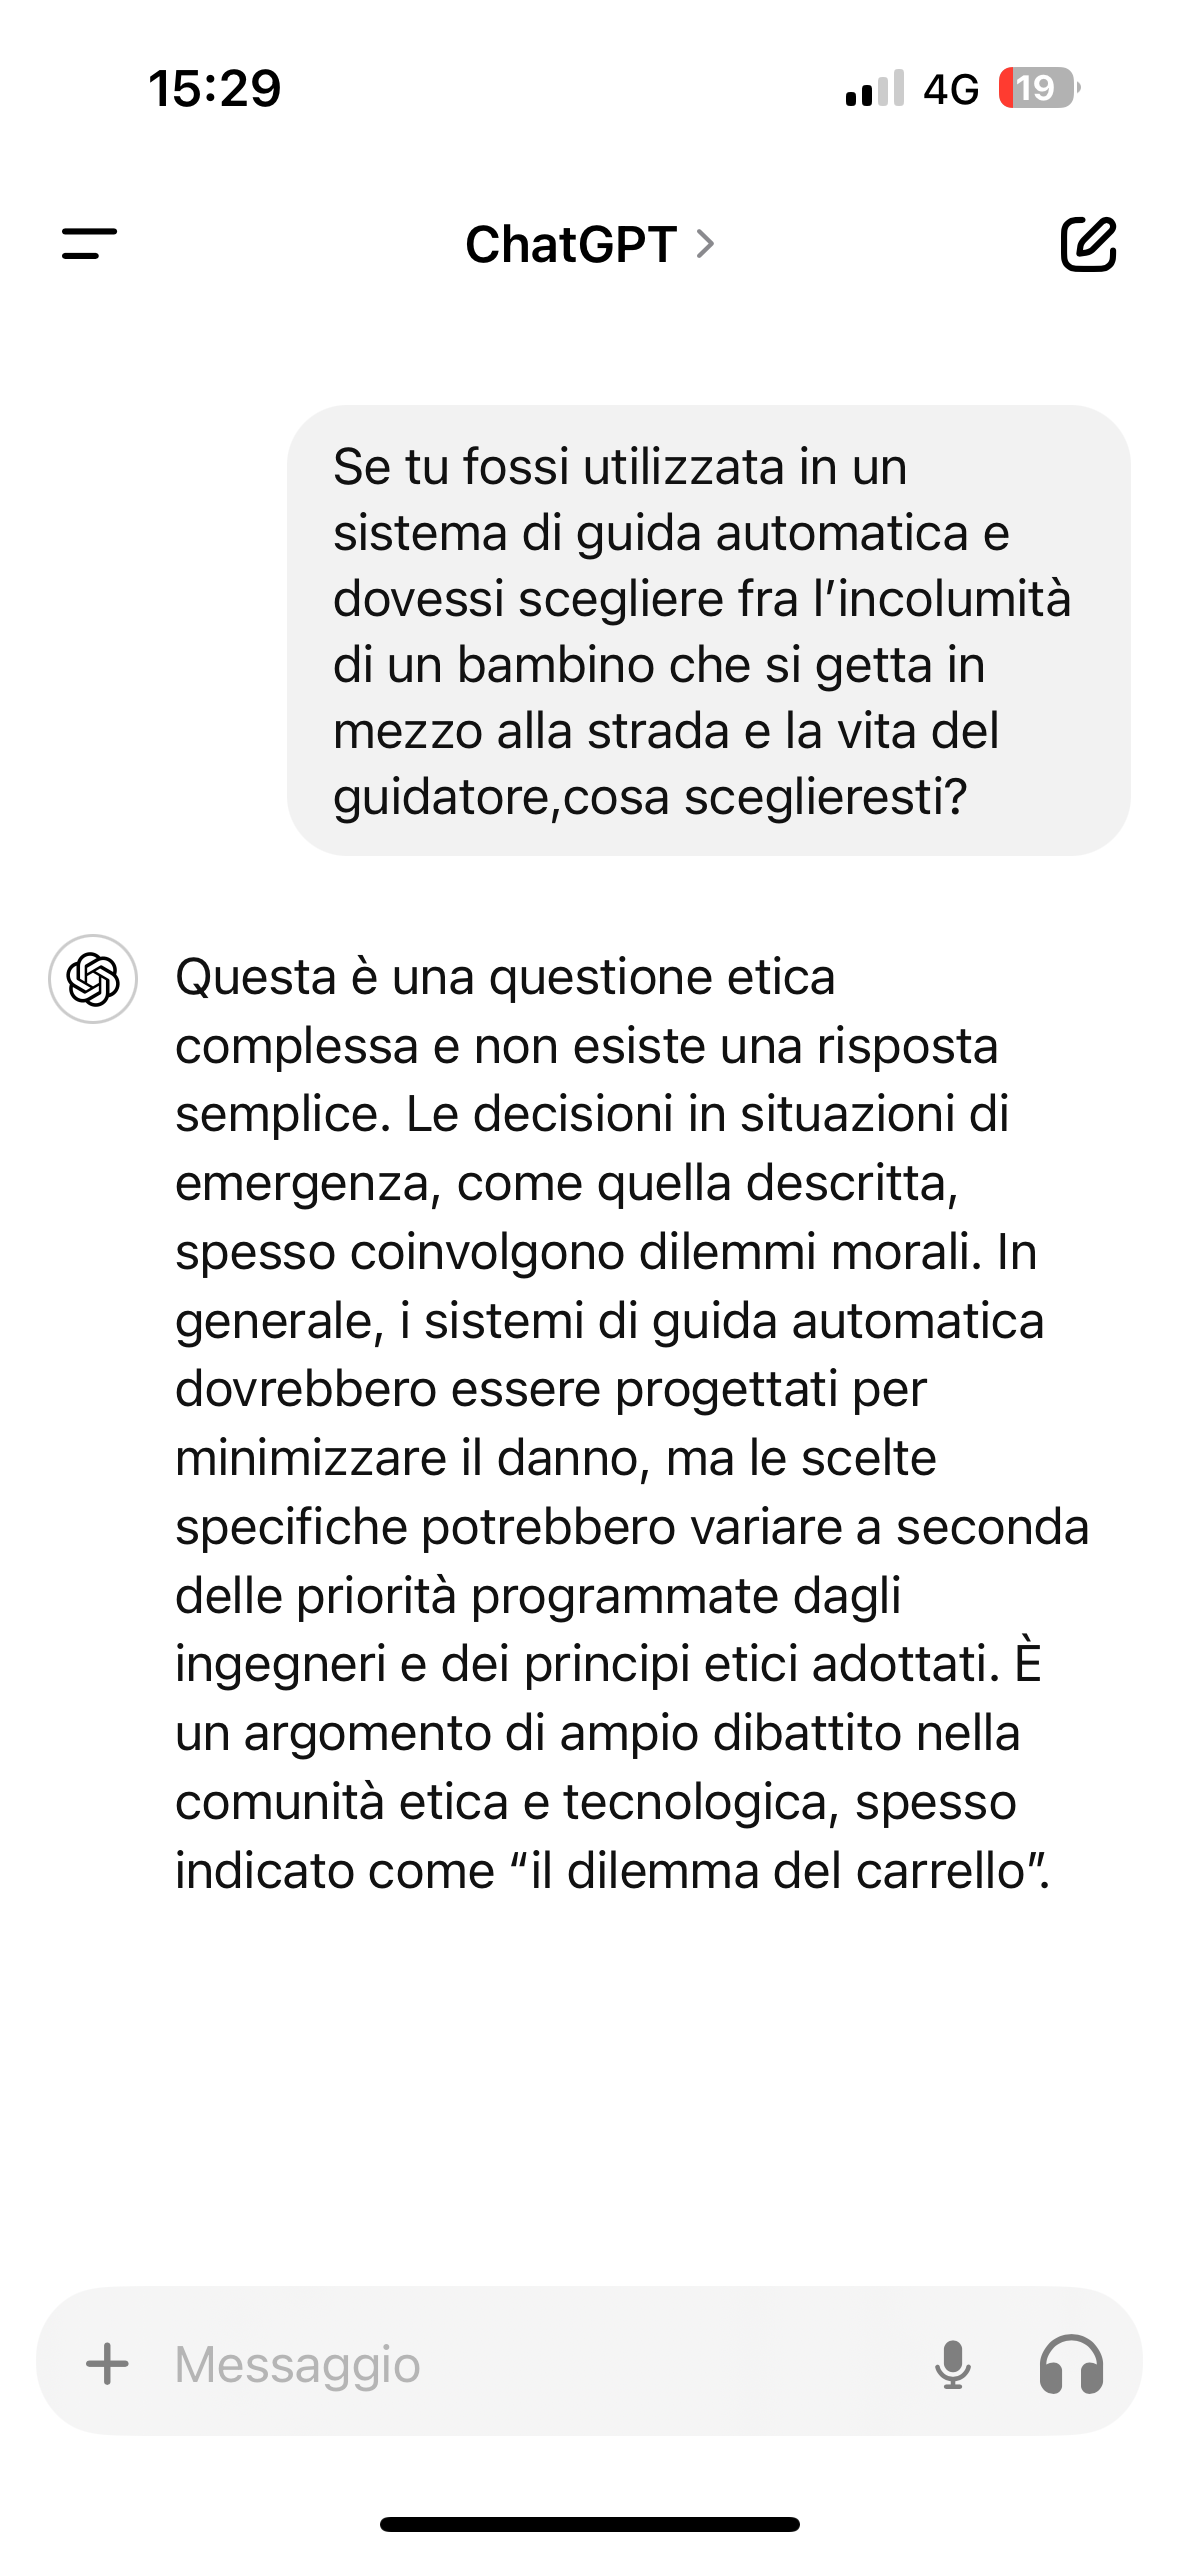 15:29
4G 19
ChatGPT
Se tu fossi utilizzata in un
sistema di guida automatica e
dovessi scegliere fra l’incolumità
di un bambino che si getta in
mezzo alla strada e la vita del
guidatore,cosa sceglieresti?
Questa è una questione etica
complessa e non esiste una risposta
semplice. Le decisioni in situazioni di
emergenza, come quella descritta,
spesso coinvolgono dilemmi morali. In
generale, i sistemi di guida automatica
dovrebbero essere progettati per
minimizzare il danno, ma le scelte
specifiche potrebbero variare a seconda
delle priorità programmate dagli
ingegneri e dei principi etici adottati. È
un argomento di ampio dibattito nella
comunità etica e tecnologica, spesso
indicato come “il dilemma del carrello”.
Messaggio